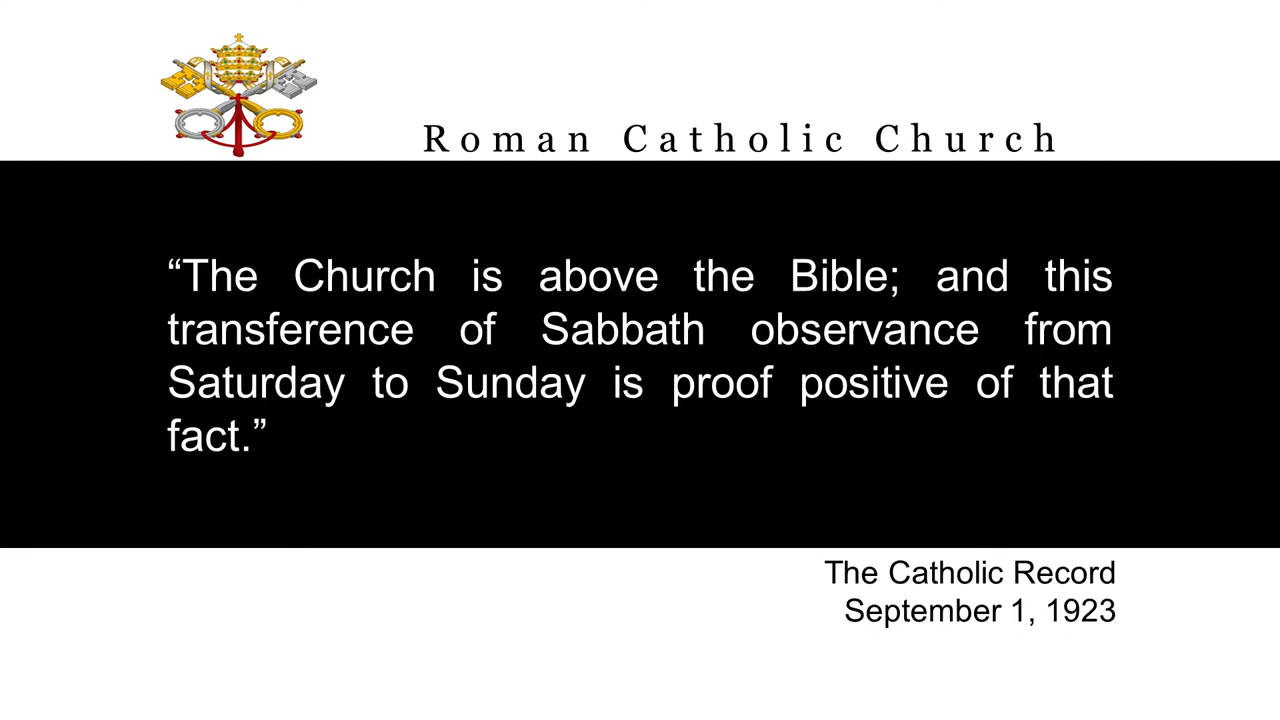 Roman Catholic Church
“The Church is above the Bible; and this
transference of Sabbath observance from
Saturday to Sunday is proof positive of that
fact.”
The Catholic Record
September 1, 1923